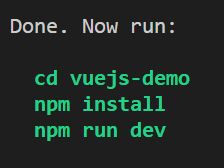 Done. Now run:
cd vuejs-demo
npm install
npm run dev